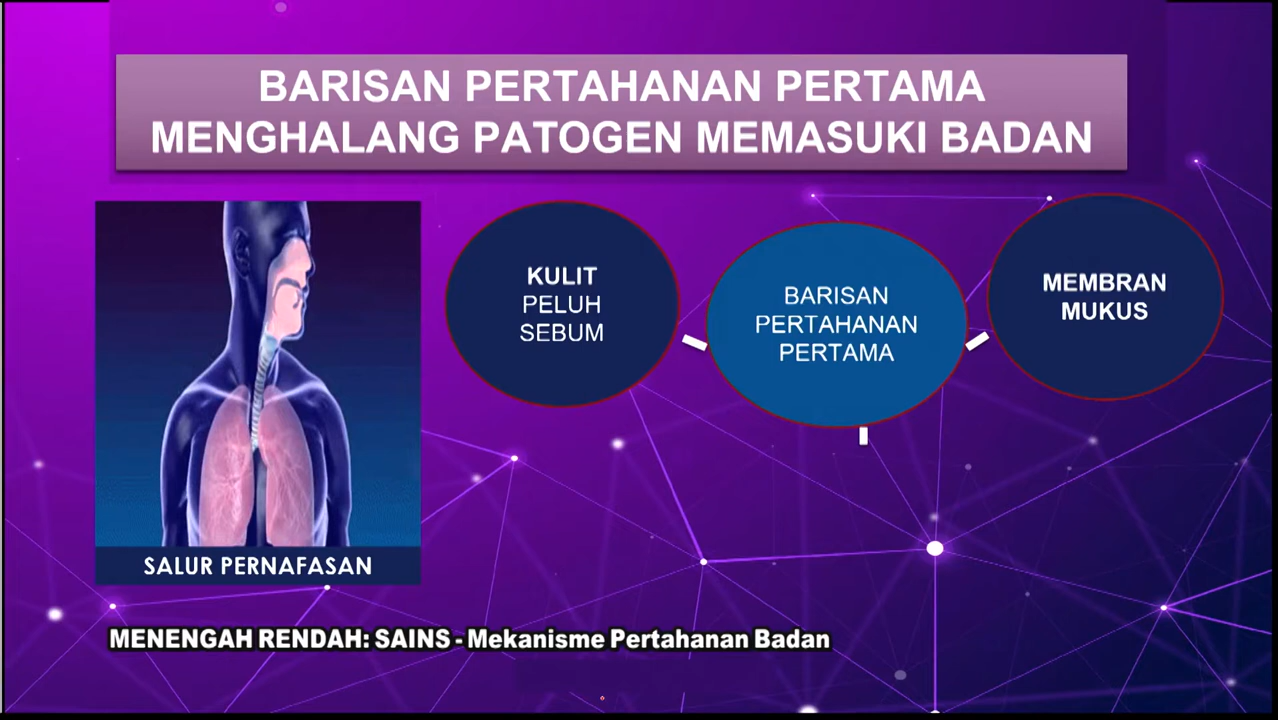 BARISAN PERTAHANAN PERTAMA
MENGHALANG PATOGEN MEMASUKI BADAN
KULIT
PELUH
SEBUM
BARISAN
PERTAHANAN
PERTAMA
MEMBRAN
MUKUS
SALUR PERNAFASAN
MENENGAH RENDAH: SAINS - Mekanisme Pertahanan Badan